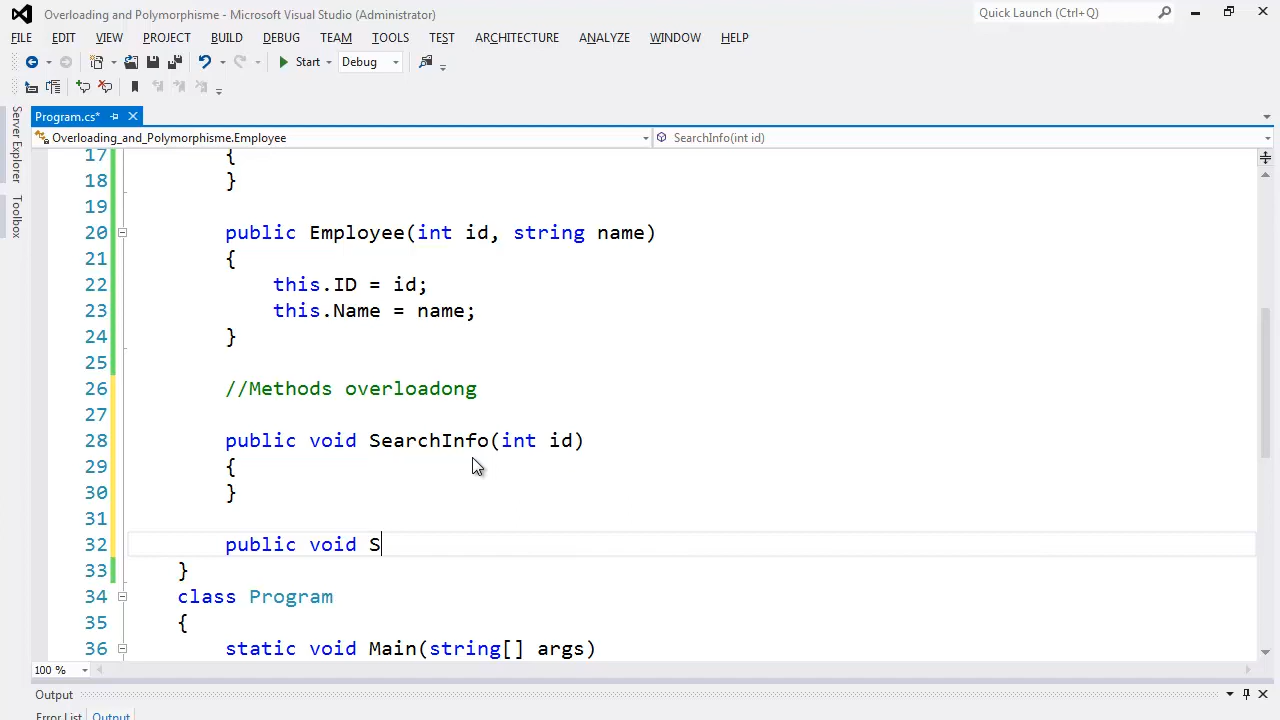 Overloading and Polymorphisme - Microsoft Visual Studio (Administrator)
Quick Launch (Ctrl+Q)
FILE EDIT VIEW PROJECT BUILD DEBUG TEAM TOOLS TEST ARCHITECTURE ANALYZE WINDOW HELP
Start Debug
Server Explorer
Toolbox
Program.cs*
Overloading_and_Polymorphisme.Employee
SearchInfo(int id)
17 {
18 }
19
20 public Employee(int id, string name)
21 {
22 this.ID = id;
23 this.Name = name;
24 }
25
26 //Methods overloadong
27
28 public void SearchInfo(int id)
29 {
30 }
31
32 public void S
33 }
34 class Program
35 {
36 static void Main(string[] args)
100 %
Output
Error List Output